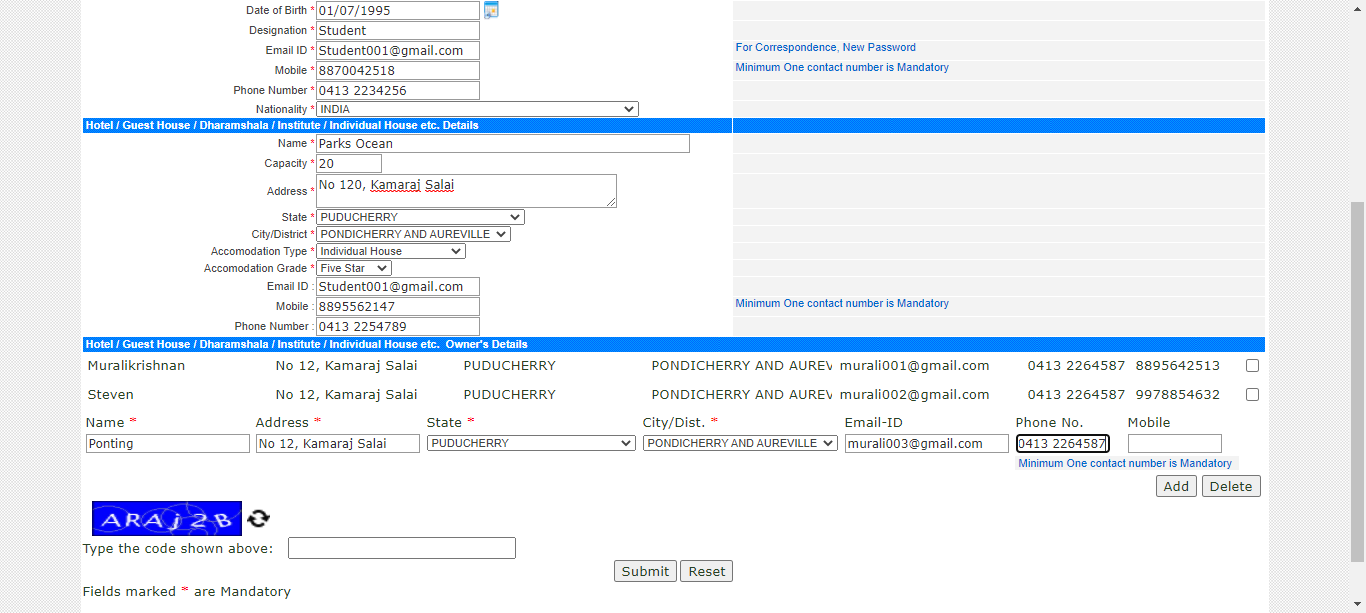 Date of Birth * 01/07/1995
Designation * Student
Email ID * Student001@gmail.com For Correspondence, New Password
Mobile * 8870042518 Minimum One contact number is Mandatory
Phone Number * 0413 2234256
Nationality * INDIA
Hotel / Guest House / Dharamshala / Institute / Individual House etc. Details
Name * Parks Ocean
Capacity * 20
Address * No 120, Kamaraj Salai
State * PUDUCHERRY
City/District * PONDICHERRY AND AUREVILLE
Accomodation Type * Individual House
Accomodation Grade * Five Star
Email ID : Student001@gmail.com
Mobile : 8895562147 Minimum One contact number is Mandatory
Phone Number : 0413 2254789
Hotel / Guest House / Dharamshala / Institute / Individual House etc. Owner's Details
Muralikrishnan No 12, Kamaraj Salai PUDUCHERRY PONDICHERRY AND AUREV murali001@gmail.com 0413 2264587 8895642513
Steven No 12, Kamaraj Salai PUDUCHERRY PONDICHERRY AND AUREV murali002@gmail.com 0413 2264587 9978854632
Name * Address * State * City/Dist. * Email-ID Phone No. Mobile
Ponting No 12, Kamaraj Salai PUDUCHERRY PONDICHERRY AND AUREVILLE murali003@gmail.com 0413 2264587
Minimum One contact number is Mandatory
Add Delete
ARAj2B
Type the code shown above:
Submit Reset
Fields marked * are Mandatory